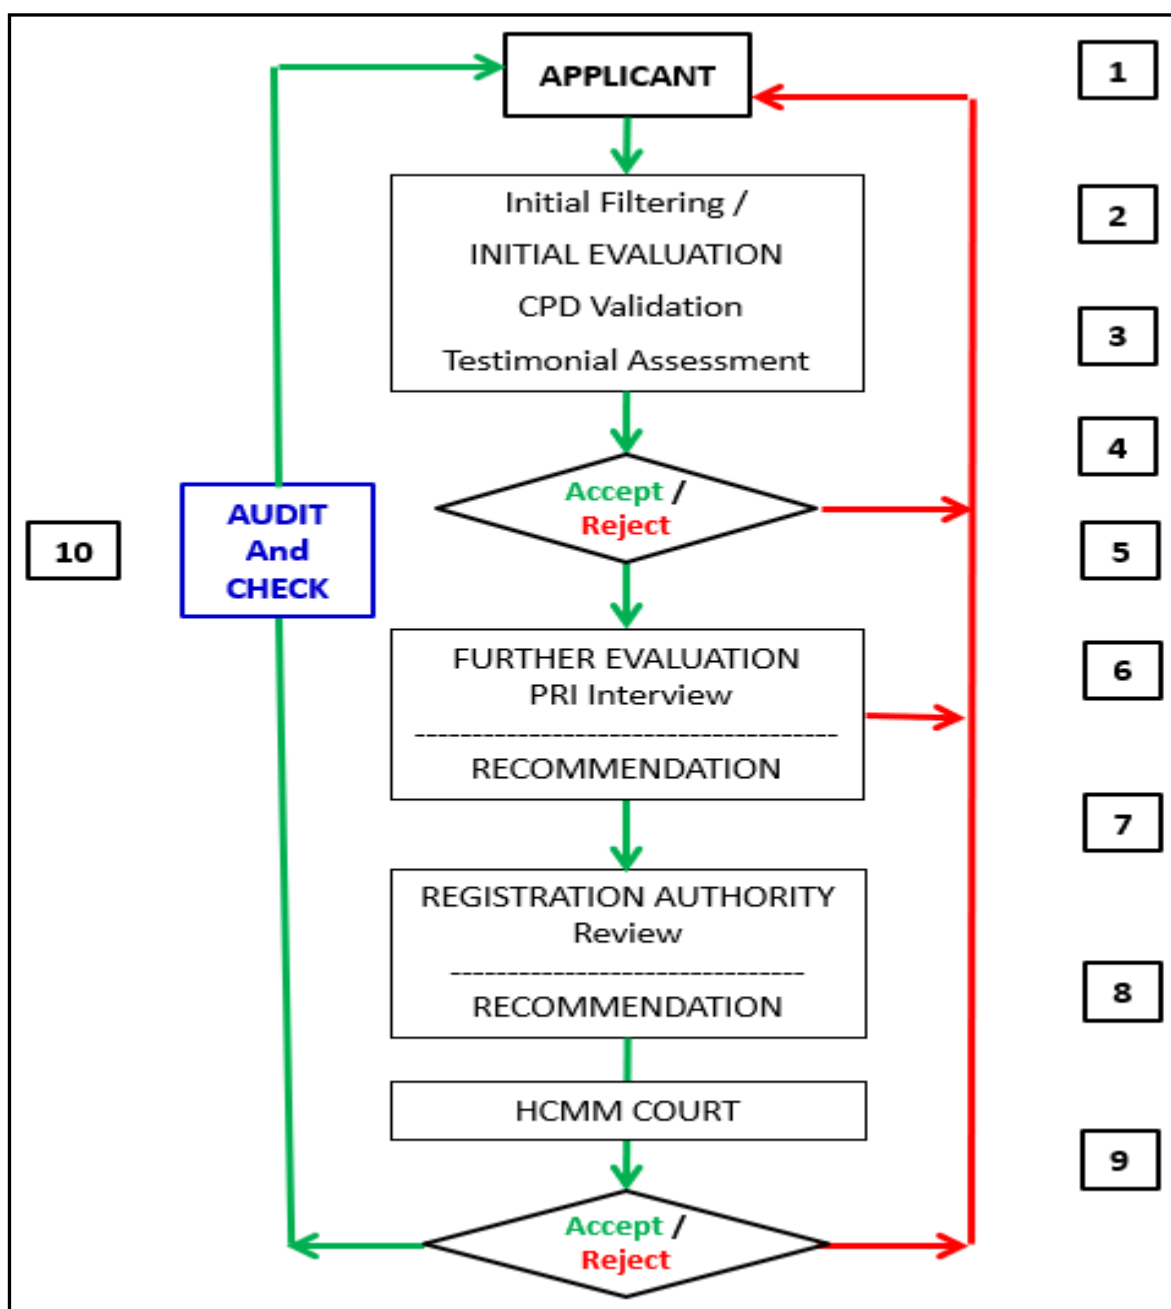 APPLICANT
1
Initial Filtering /
2
INITIAL EVALUATION
CPD Validation
3
Testimonial Assessment
4
Accept /
Reject
AUDIT
And
CHECK
10
5
FURTHER EVALUATION
PRI Interview
6
-------------------------------------
RECOMMENDATION
7
REGISTRATION AUTHORITY
Review
-------------------------------
RECOMMENDATION
8
HCMM COURT
9
Accept /
Reject